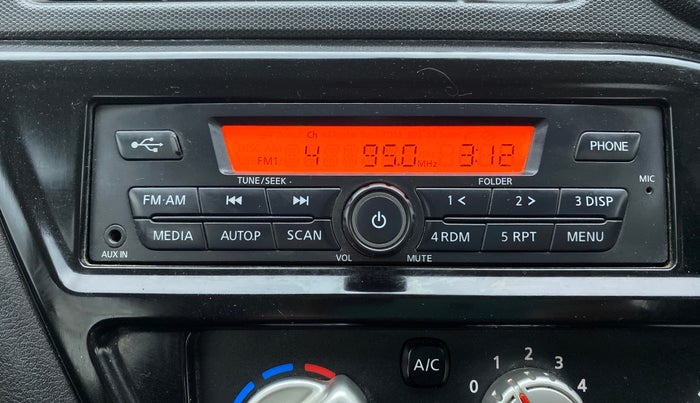 Ch
FM1 4 95.0 MHz 3:12
PHONE
TUNE/SEEK FOLDER MIC
FM·AM 1 < 2 > 3 DISP
MEDIA AUTO.P SCAN 4 RDM 5 RPT MENU
AUX IN VOL MUTE
A/C
0 1 2 3 4